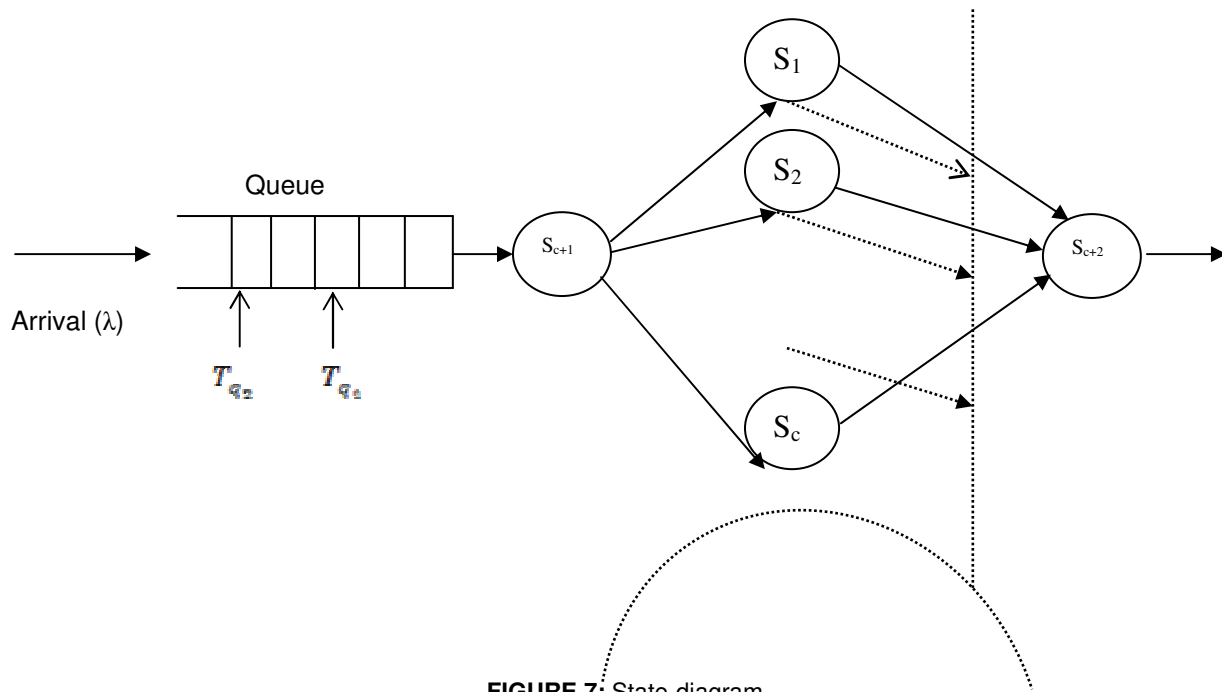 S₁
S₂
Queue
Sc+1
Sc+2
Arrival (λ)
Tq₂
Tq₁
Sc
FIGURE 7: State diagram